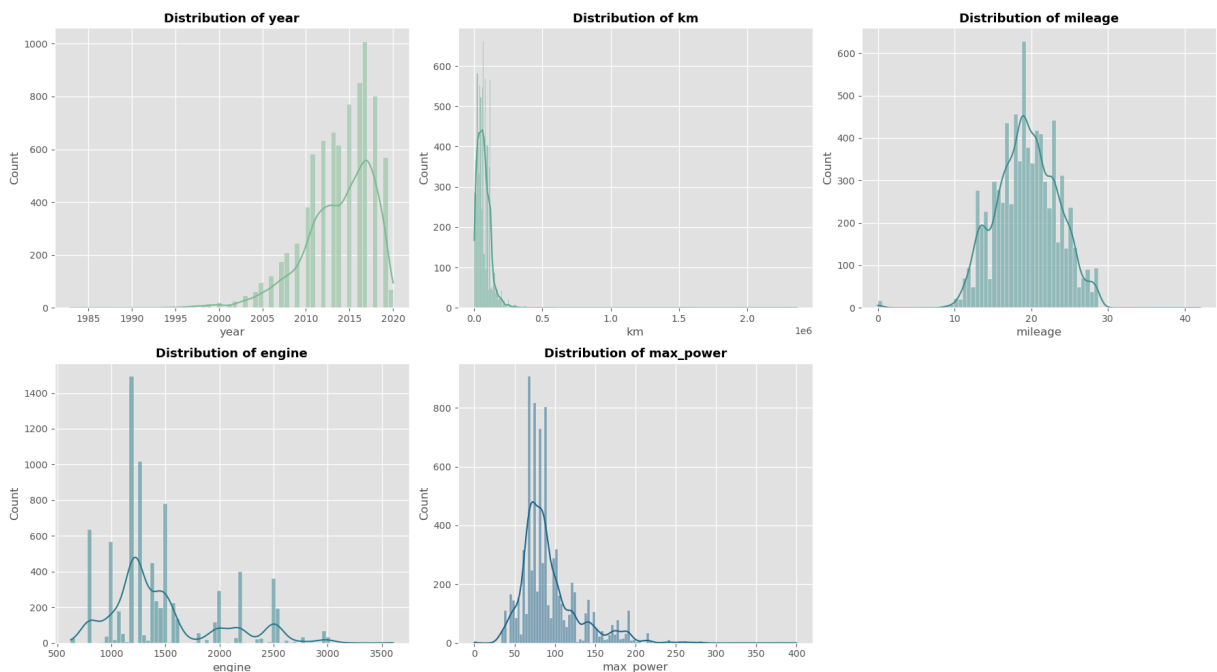 Distribution of year
Count
1000
800
600
400
200
0
1985 1990 1995 2000 2005 2010 2015 2020
year
Distribution of km
Count
600
500
400
300
200
100
0
0.0 0.5 1.0 1.5 2.0
1e6
km
Distribution of mileage
Count
600
500
400
300
200
100
0
0 10 20 30 40
mileage
Distribution of engine
Count
1400
1200
1000
800
600
400
200
0
500 1000 1500 2000 2500 3000 3500
engine
Distribution of max_power
Count
800
600
400
200
0
0 50 100 150 200 250 300 350 400
max_power